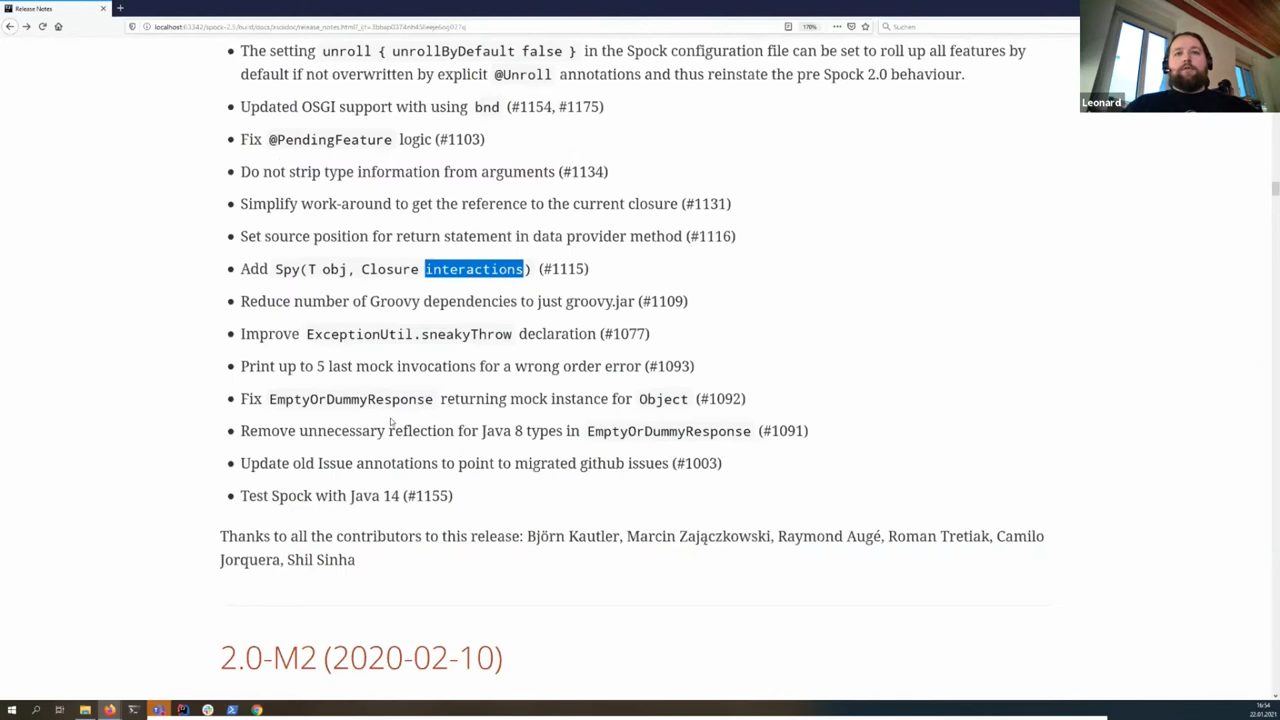 Release Notes
Suchen
170%
Leonard
The setting unroll { unrollByDefault false } in the Spock configuration file can be set to roll up all features by
default if not overwritten by explicit @Unroll annotations and thus reinstate the pre Spock 2.0 behaviour.
Updated OSGI support with using bnd (#1154, #1175)
Fix @PendingFeature logic (#1103)
Do not strip type information from arguments (#1134)
Simplify work-around to get the reference to the current closure (#1131)
Set source position for return statement in data provider method (#1116)
Add Spy(T obj, Closure interactions) (#1115)
Reduce number of Groovy dependencies to just groovy.jar (#1109)
Improve ExceptionUtil.sneakyThrow declaration (#1077)
Print up to 5 last mock invocations for a wrong order error (#1093)
Fix EmptyOrDummyResponse returning mock instance for Object (#1092)
Remove unnecessary reflection for Java 8 types in EmptyOrDummyResponse (#1091)
Update old Issue annotations to point to migrated github issues (#1003)
Test Spock with Java 14 (#1155)
Thanks to all the contributors to this release: Björn Kautler, Marcin Zajączkowski, Raymond Augé, Roman Tretiak, Camilo
Jorquera, Shil Sinha
2.0-M2 (2020-02-10)
16:54
22.01.2021